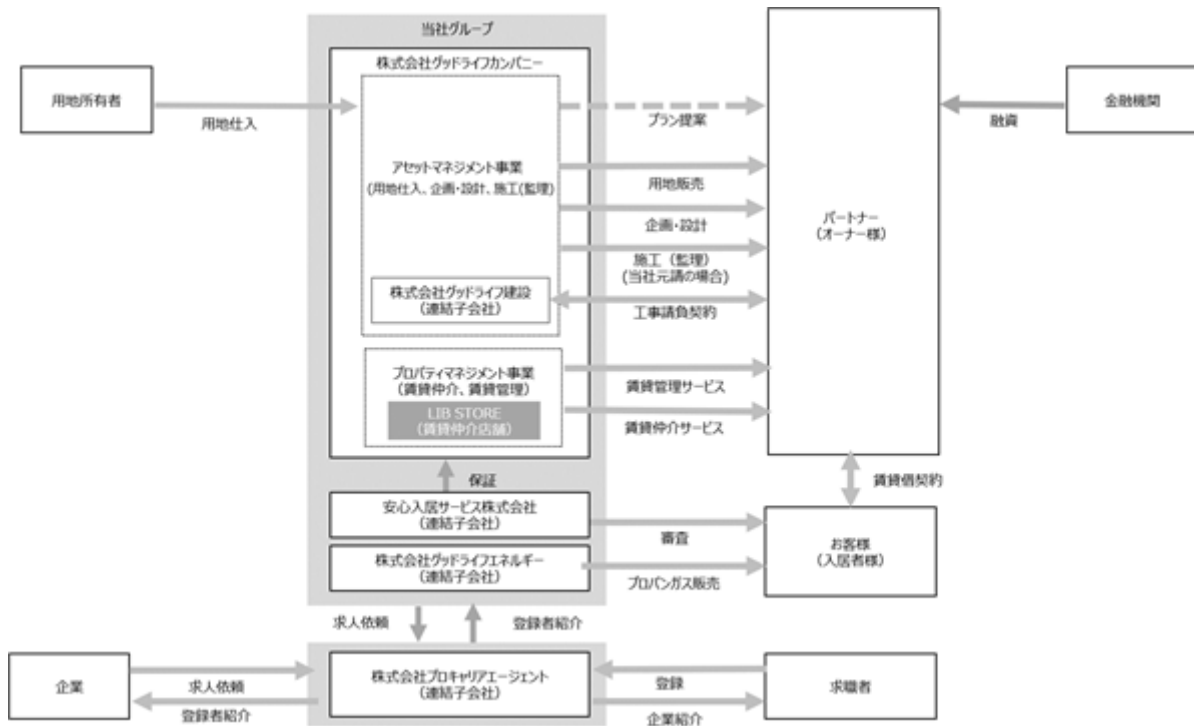 当社グループ
株式会社グッドライフカンパニー
用地所有者
用地仕入
アセットマネジメント事業
(用地仕入、企画・設計、施工(監理)
株式会社グッドライフ建設
(連結子会社)
プロパティマネジメント事業
(賃貸仲介、賃貸管理)
LIB STORE
(賃貸仲介店舗)
プラン提案
用地販売
企画・設計
施工(監理)
(当社元請の場合)
工事請負契約
賃貸管理サービス
賃貸仲介サービス
パートナー
(オーナー様)
金融機関
融資
賃貸借契約
保証
安心入居サービス株式会社
(連結子会社)
審査
株式会社グッドライフエネルギー
(連結子会社)
プロパンガス販売
お客様
(入居者様)
求人依頼
登録者紹介
企業
求人依頼
登録者紹介
株式会社プロキャリアエージェント
(連結子会社)
登録
企業紹介
求職者